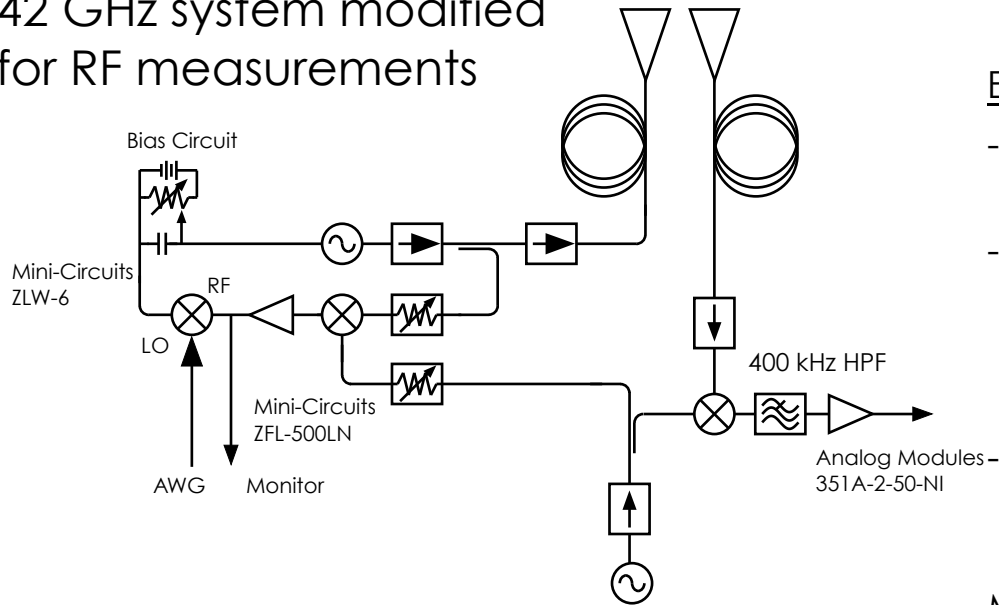 42 GHz system modified
for RF measurements
Bias Circuit
Mini-Circuits
ZLW-6
RF
LO
400 kHz HPF
Mini-Circuits
ZFL-500LN
AWG
Monitor
Analog Modules
351A-2-50-NI